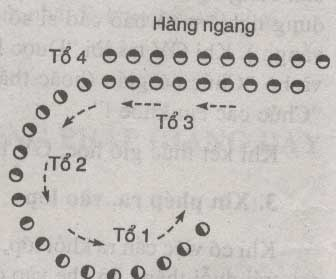 Hàng ngang
Tổ 4
Tổ 3
Tổ 2
Tổ 1